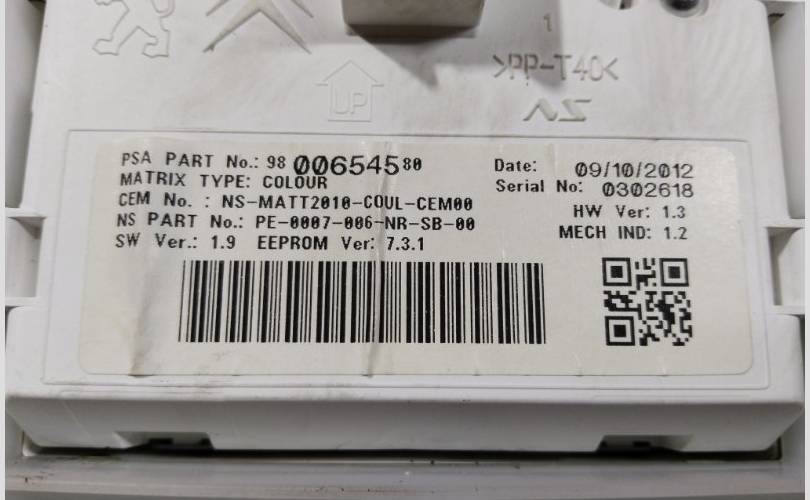 1
>PP-T40<
UP
NS
PSA PART No.: 98 006545 80
MATRIX TYPE: COLOUR
CEM No. : NS-MATT2010-COUL-CEM00
NS PART No.: PE-0007-006-NR-SB-00
SW Ver.: 1.9 EEPROM Ver: 7.3.1
Date: 09/10/2012
Serial No: 0302618
HW Ver: 1.3
MECH IND: 1.2